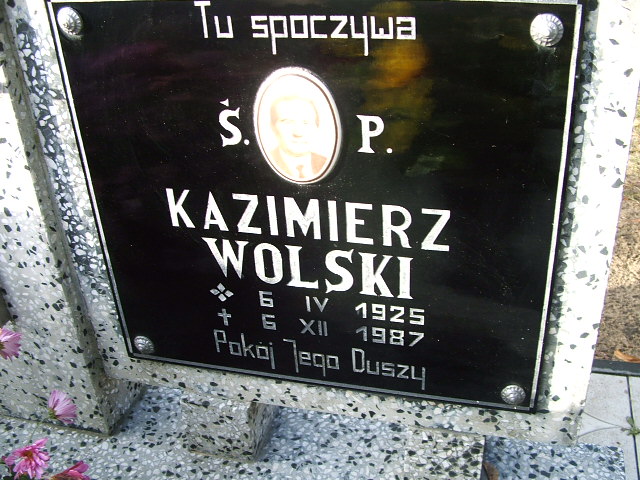 Tu spoczywa
Ś. P.
KAZIMIERZ
WOLSKI
6 IV 1925
✝ 6 XII 1987
Pokój Jego Duszy